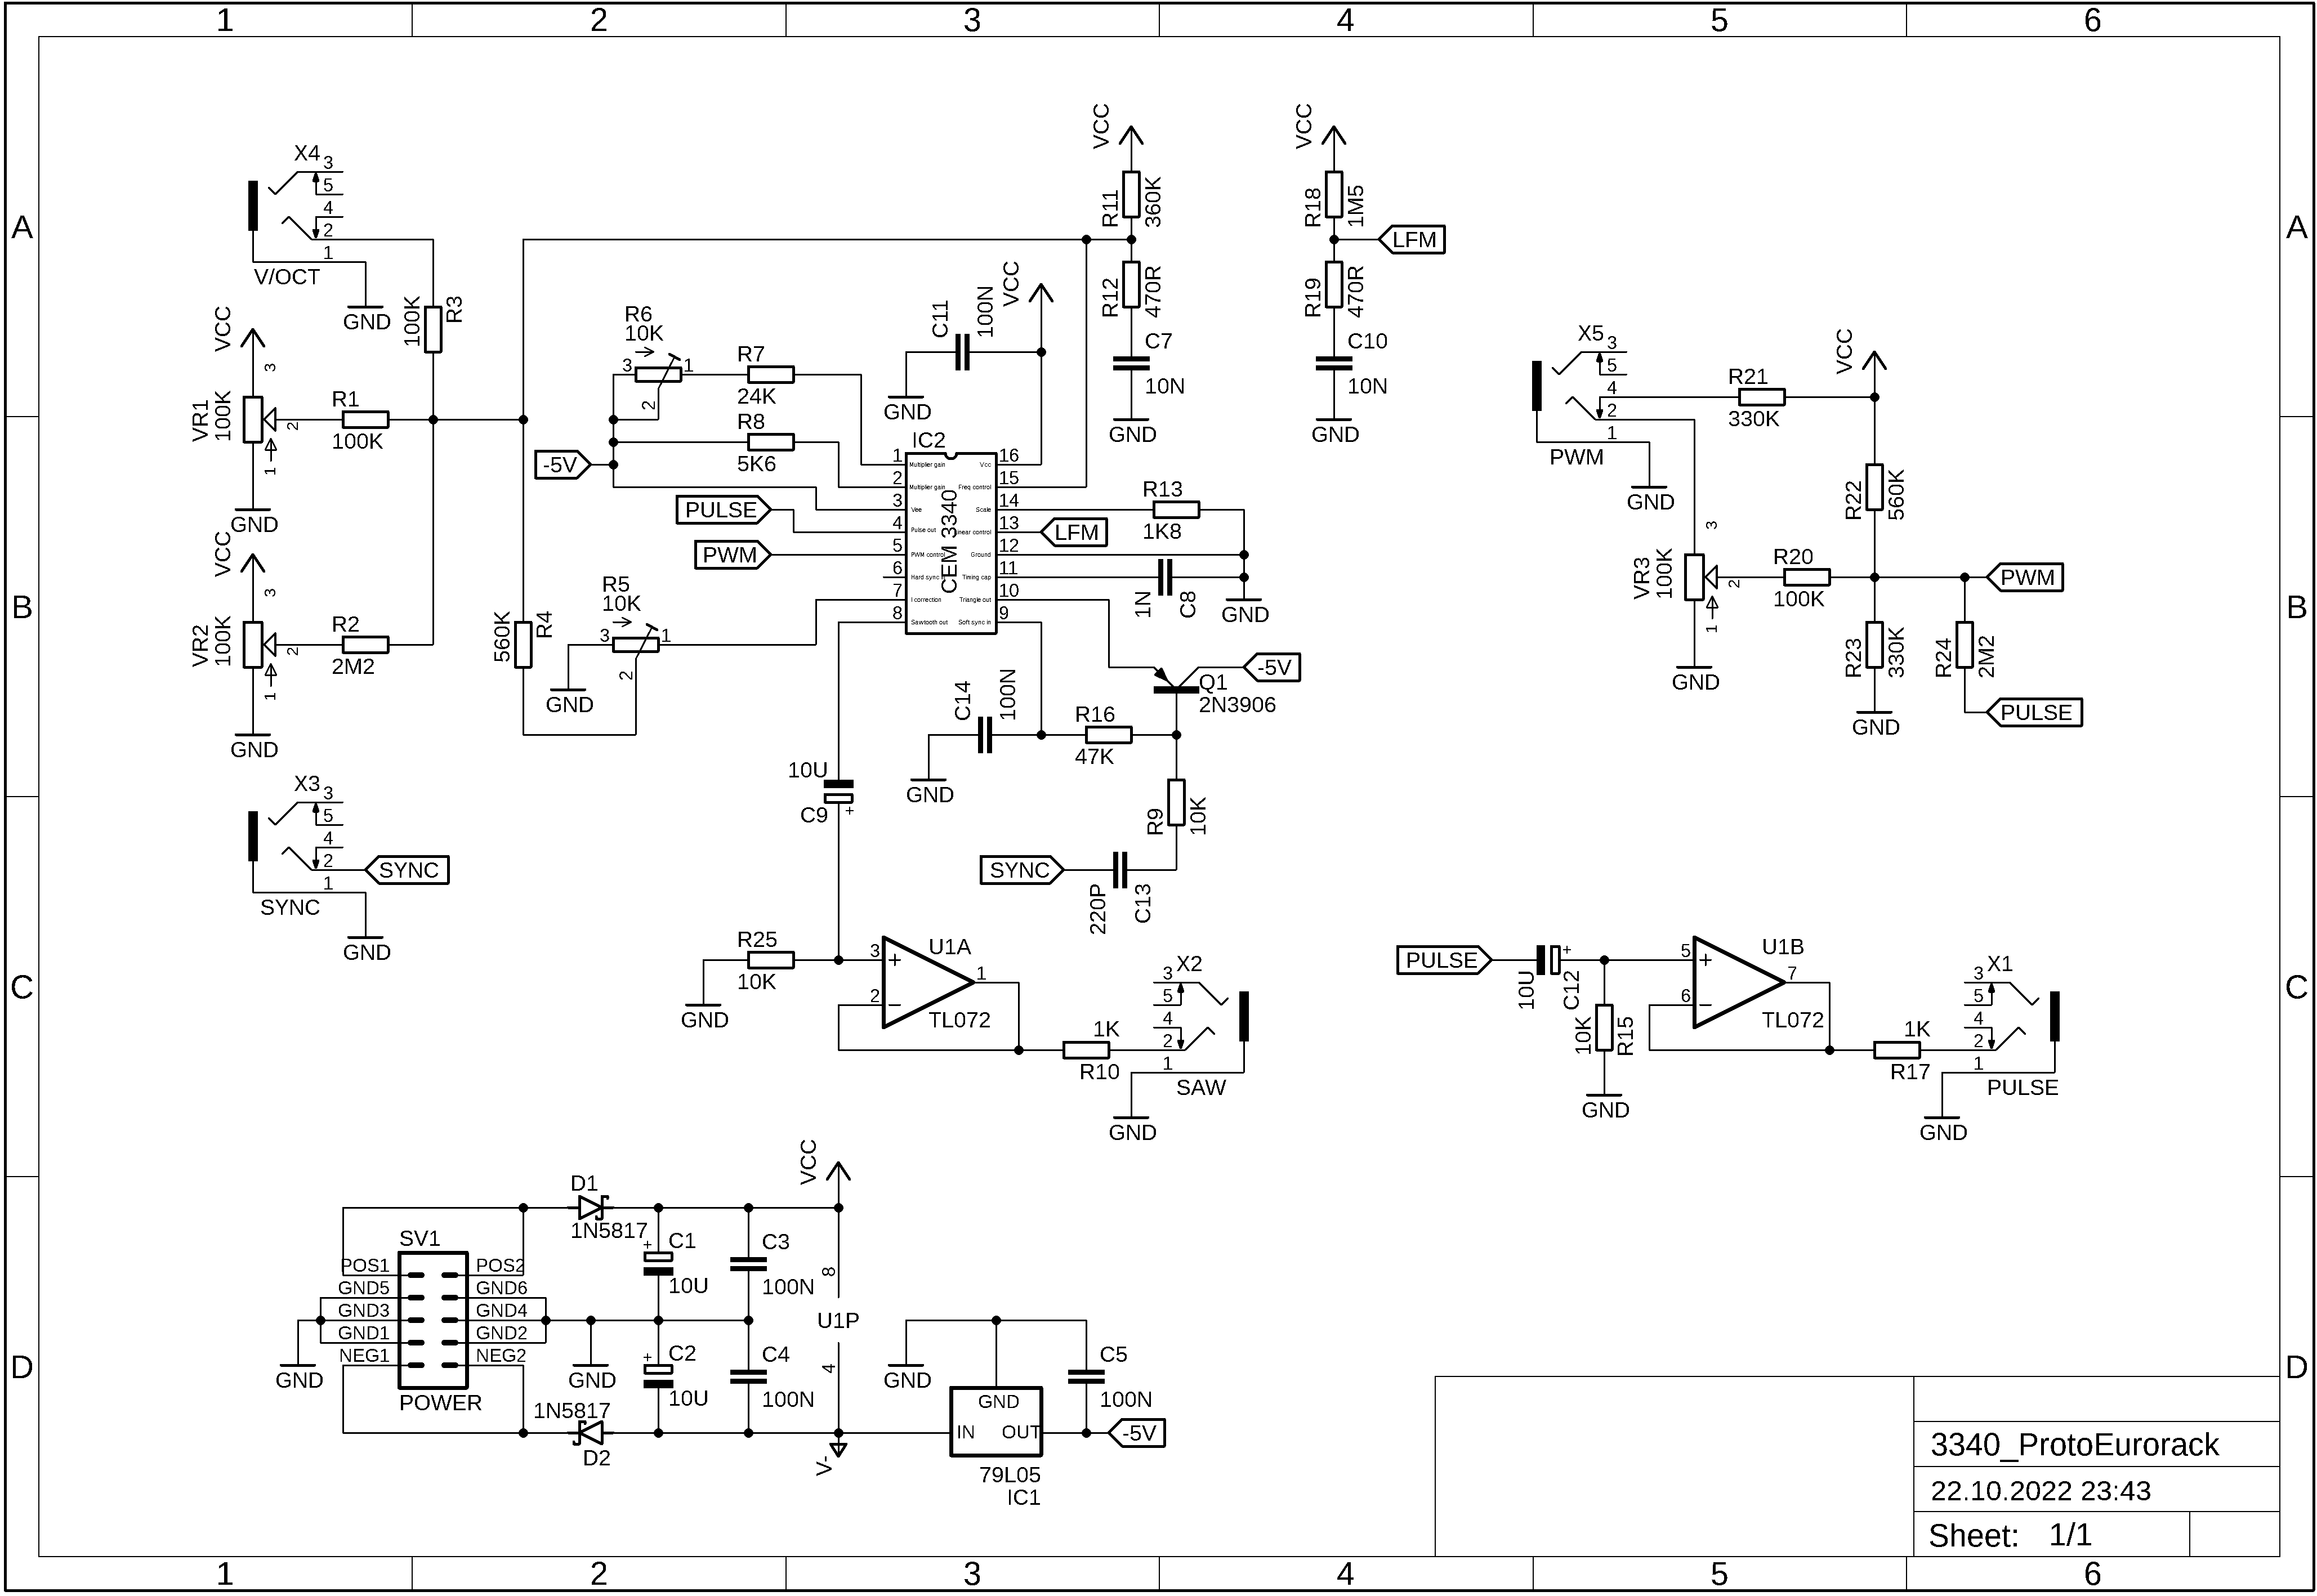 1 2 3 4 5 6
A A
B B
C C
D D
X4
3
5
4
2
1
V/OCT
GND
100K
R3
VCC
3
VR1
100K
2
1
R1
100K
GND
VCC
3
VR2
100K
2
1
R2
2M2
GND
560K
R4
X3
3
5
4
2
1
SYNC
SYNC
GND
R6
10K
3
1
2
R7
24K
R8
5K6
-5V
PULSE
PWM
R5
10K
3
1
2
GND
C11
100N
VCC
GND
IC2
CEM 3340
1 Multiplier gain Vcc 16
2 Multiplier gain Freq control 15
3 Vee Scale 14
4 Pulse out inear control 13
5 PWM control Ground 12
6 Hard sync Timing cap 11
7 I correction Triangle out 10
8 Sawtooth out Soft sync in 9
VCC
R11
360K
R12
470R
C7
10N
GND
VCC
R18
1M5
LFM
R19
470R
C10
10N
GND
R13
1K8
LFM
1N
C8
GND
-5V
Q1
2N3906
C14
100N
R16
47K
GND
R9
10K
SYNC
220P
C13
10U
C9
+
R25
10K
GND
3
2
1
+
−
U1A
TL072
1K
R10
X2
3
5
4
2
1
SAW
GND
X5
3
5
4
2
1
PWM
GND
R21
330K
VCC
R22
560K
3
VR3
100K
2
1
GND
R20
100K
PWM
R23
330K
R24
2M2
GND
PULSE
PULSE
10U
C12
+
10K
R15
GND
5
6
7
+
−
U1B
TL072
1K
R17
X1
3
5
4
2
1
PULSE
GND
SV1
POS1 POS2
GND5 GND6
GND3 GND4
GND1 GND2
NEG1 NEG2
POWER
GND
GND
D1
1N5817
1N5817
D2
+
C1
10U
C3
100N
+
C2
10U
C4
100N
VCC
8
U1P
4
V-
GND
GND
IN OUT
79L05
IC1
C5
100N
-5V
3340_ProtoEurorack
22.10.2022 23:43
Sheet: 1/1
1 2 3 4 5 6